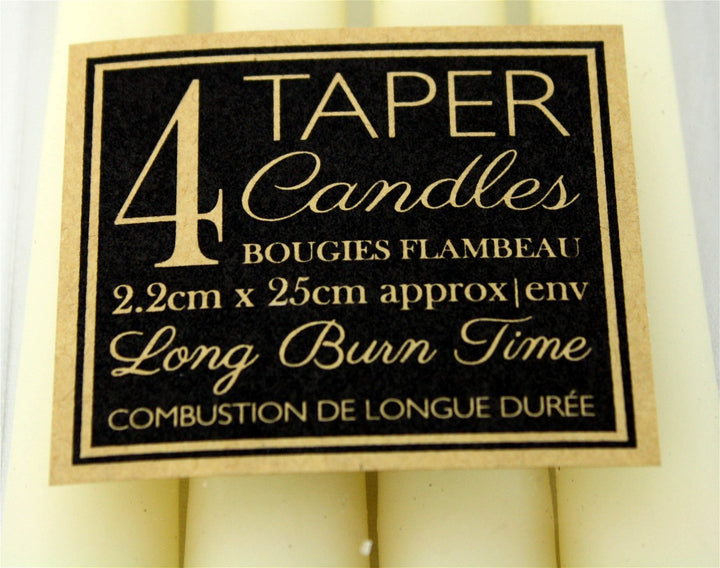 4 TAPER
Candles
BOUGIES FLAMBEAU
2.2cm x 25cm approx|env
Long Burn Time
COMBUSTION DE LONGUE DURÉE